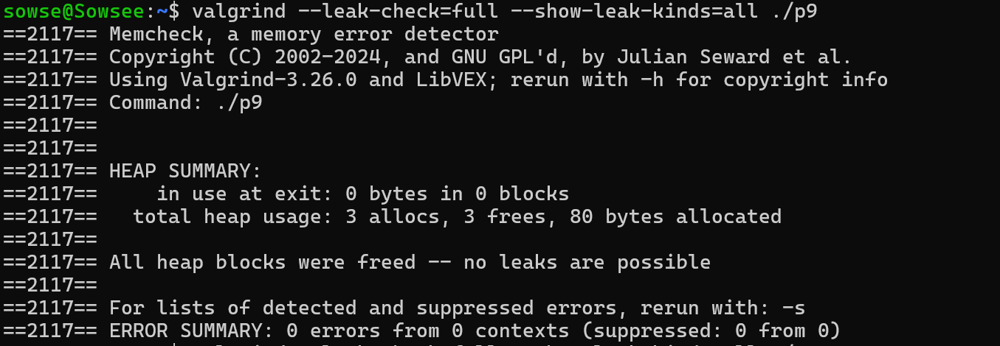 sowse@Sowsee:~$ valgrind --leak-check=full --show-leak-kinds=all ./p9
==2117== Memcheck, a memory error detector
==2117== Copyright (C) 2002-2024, and GNU GPL'd, by Julian Seward et al.
==2117== Using Valgrind-3.26.0 and LibVEX; rerun with -h for copyright info
==2117== Command: ./p9
==2117==
==2117==
==2117== HEAP SUMMARY:
==2117==     in use at exit: 0 bytes in 0 blocks
==2117==   total heap usage: 3 allocs, 3 frees, 80 bytes allocated
==2117==
==2117== All heap blocks were freed -- no leaks are possible
==2117==
==2117== For lists of detected and suppressed errors, rerun with: -s
==2117== ERROR SUMMARY: 0 errors from 0 contexts (suppressed: 0 from 0)